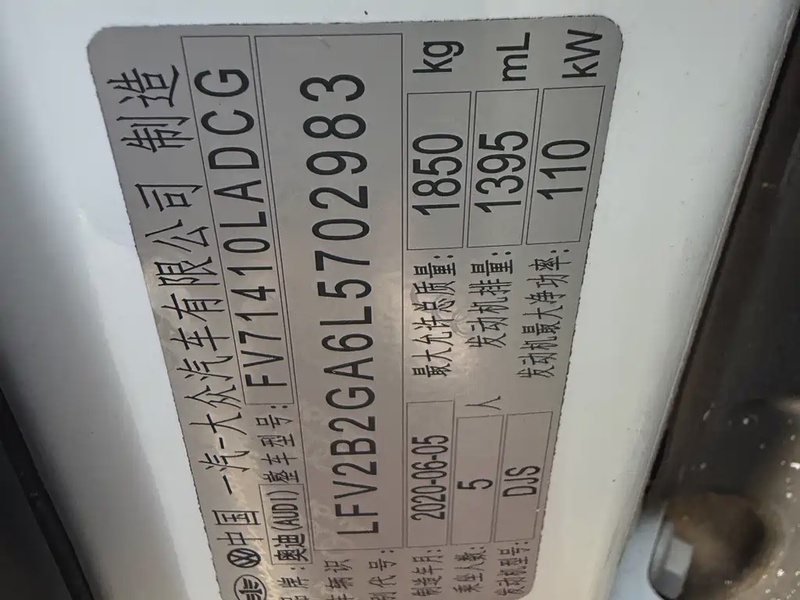 中国 一汽-大众汽车有限公司 制造
品牌: 奥迪(AUDI) 整车型号: FV71410LADCG
车辆识别代号: LFV2B2GA6L5702983
制造年月: 2020-06-05 最大允许总质量: 1850 kg
乘坐人数: 5 人 发动机排量: 1395 mL
发动机型号: DJS 发动机最大净功率: 110 kW